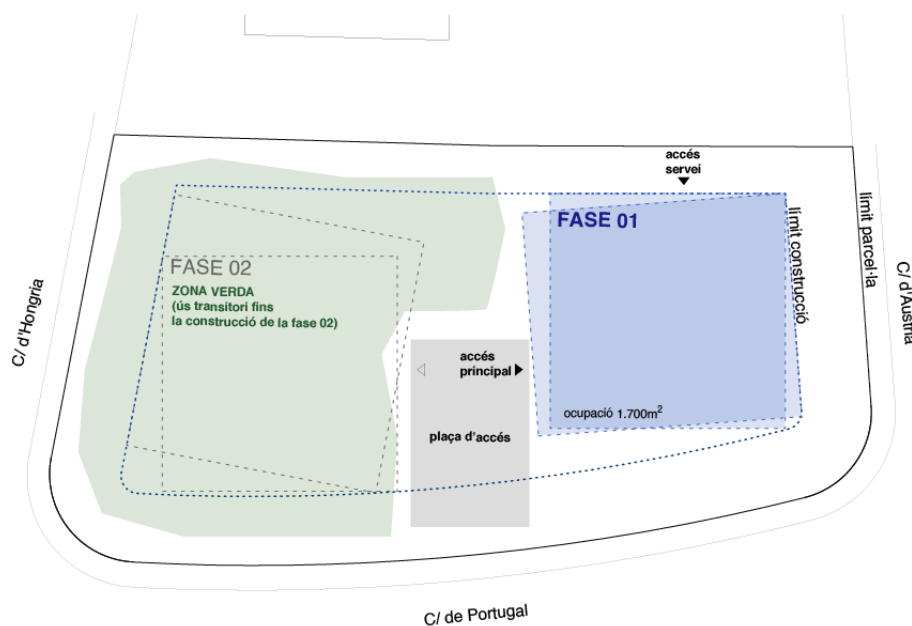 accés
servei
FASE 01
límit construcció
límit parcel·la
C/ d'Àustria
C/ d'Hongria
FASE 02
ZONA VERDA
(ús transitori fins
la construcció de la fase 02)
accés
principal
plaça d'accés
ocupació 1.700m²
C/ de Portugal